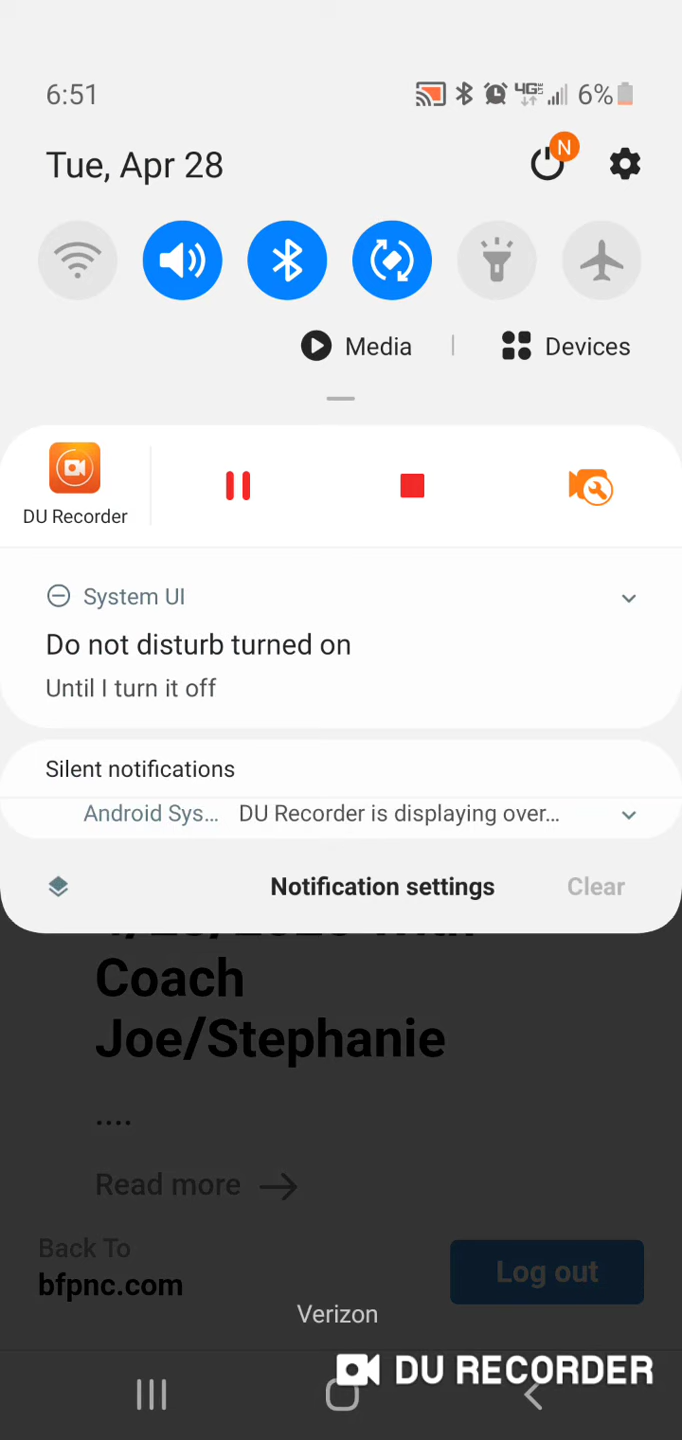 6:51
4GE 6%
Tue, Apr 28
N
Media | Devices
DU Recorder
System UI
Do not disturb turned on
Until I turn it off
Silent notifications
Android Sys... DU Recorder is displaying over...
Notification settings
Clear
with
Coach
Joe/Stephanie
....
Read more →
Back To
bfpnc.com
Log out
Verizon
DU RECORDER